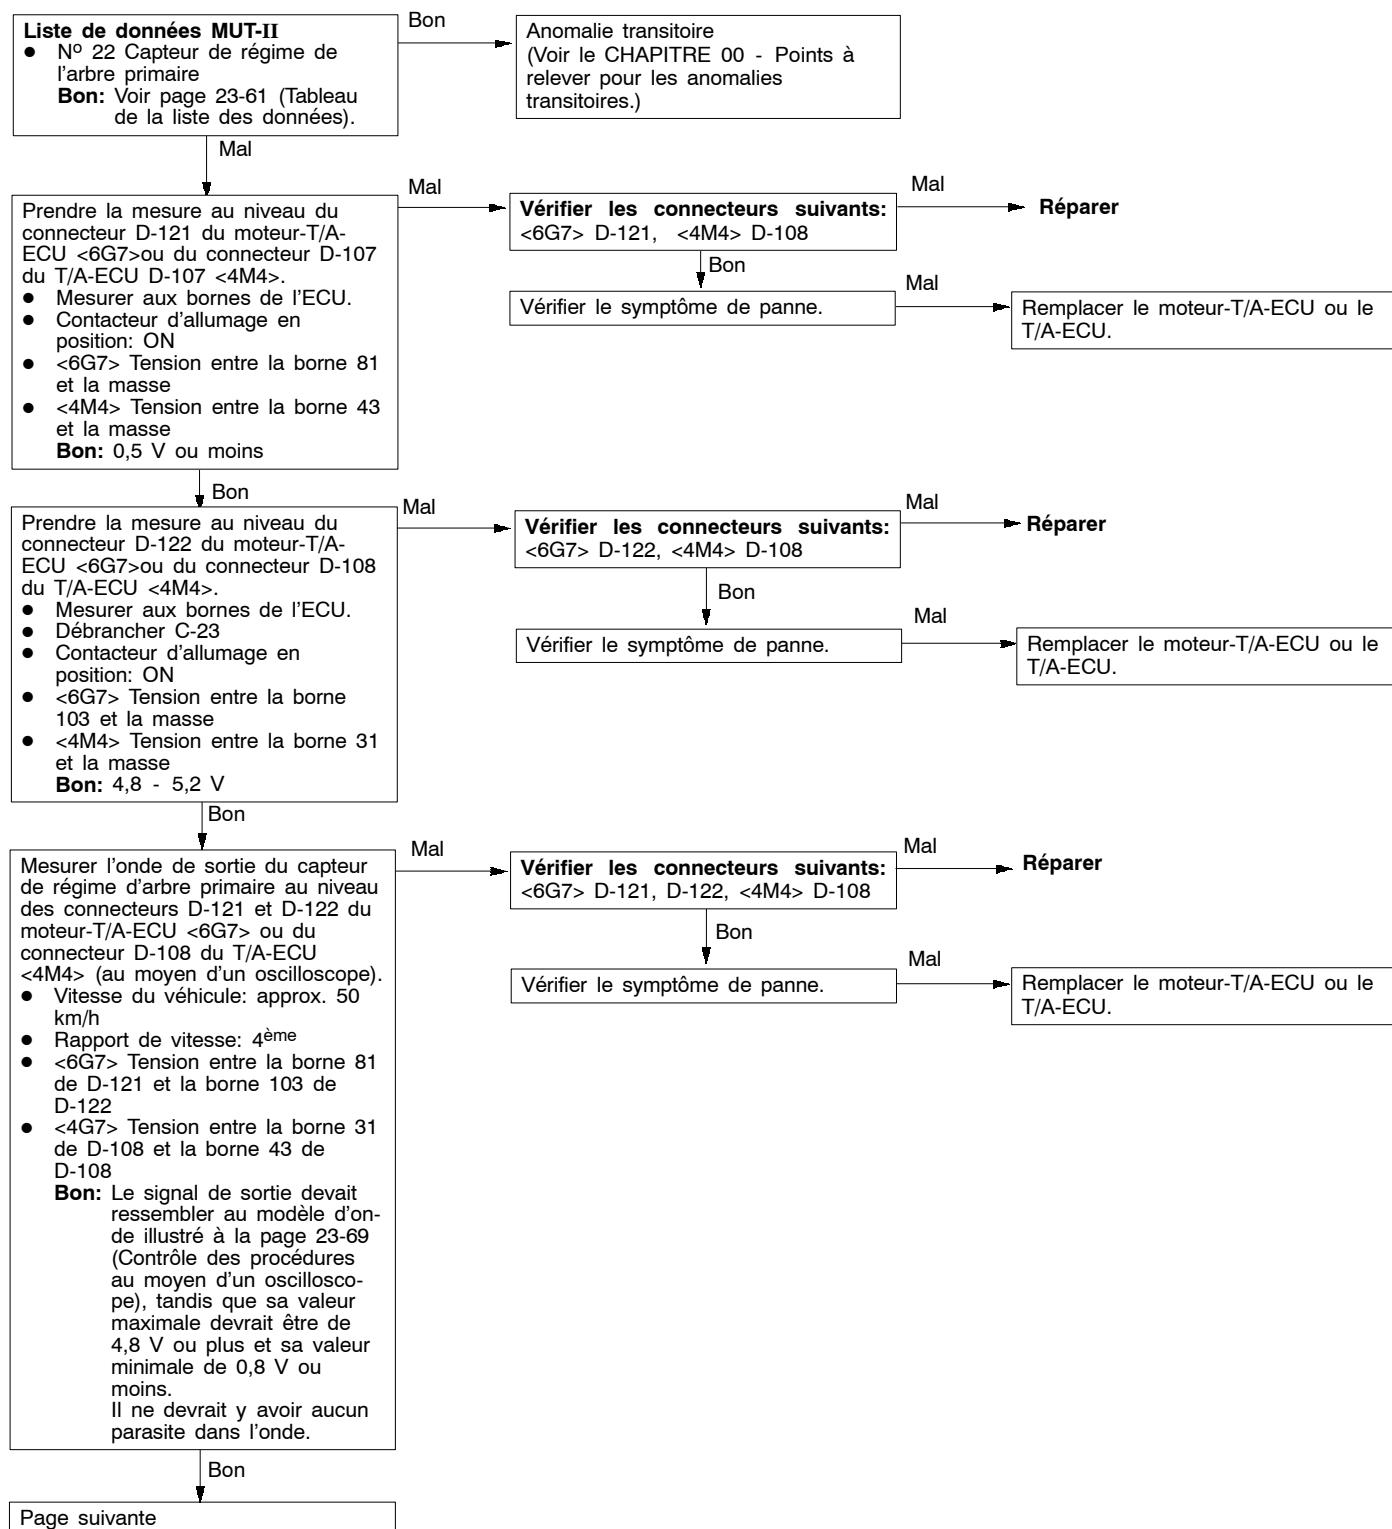 Liste de données MUT-II
● Nº 22 Capteur de régime de
l'arbre primaire
Bon: Voir page 23-61 (Tableau
de la liste des données).
Bon
Anomalie transitoire
(Voir le CHAPITRE 00 - Points à
relever pour les anomalies
transitoires.)
Mal
Prendre la mesure au niveau du
connecteur D-121 du moteur-T/A-
ECU <6G7>ou du connecteur D-107
du T/A-ECU D-107 <4M4>.
● Mesurer aux bornes de l'ECU.
● Contacteur d'allumage en
position: ON
● <6G7> Tension entre la borne 81
et la masse
● <4M4> Tension entre la borne 43
et la masse
Bon: 0,5 V ou moins
Mal
Vérifier les connecteurs suivants:
<6G7> D-121, <4M4> D-108
Mal
Réparer
Bon
Vérifier le symptôme de panne.
Mal
Remplacer le moteur-T/A-ECU ou le
T/A-ECU.
Bon
Prendre la mesure au niveau du
connecteur D-122 du moteur-T/A-
ECU <6G7>ou du connecteur D-108
du T/A-ECU <4M4>.
● Mesurer aux bornes de l'ECU.
● Débrancher C-23
● Contacteur d'allumage en
position: ON
● <6G7> Tension entre la borne
103 et la masse
● <4M4> Tension entre la borne 31
et la masse
Bon: 4,8 - 5,2 V
Mal
Vérifier les connecteurs suivants:
<6G7> D-122, <4M4> D-108
Mal
Réparer
Bon
Vérifier le symptôme de panne.
Mal
Remplacer le moteur-T/A-ECU ou le
T/A-ECU.
Bon
Mesurer l'onde de sortie du capteur
de régime d'arbre primaire au niveau
des connecteurs D-121 et D-122 du
moteur-T/A-ECU <6G7> ou du
connecteur D-108 du T/A-ECU
<4M4> (au moyen d'un oscilloscope).
● Vitesse du véhicule: approx. 50
km/h
● Rapport de vitesse: 4ème
● <6G7> Tension entre la borne 81
de D-121 et la borne 103 de
D-122
● <4G7> Tension entre la borne 31
de D-108 et la borne 43 de
D-108
Bon: Le signal de sortie devait
ressembler au modèle d'on-
de illustré à la page 23-69
(Contrôle des procédures
au moyen d'un oscillosco-
pe), tandis que sa valeur
maximale devrait être de
4,8 V ou plus et sa valeur
minimale de 0,8 V ou
moins.
Il ne devrait y avoir aucun
parasite dans l'onde.
Mal
Vérifier les connecteurs suivants:
<6G7> D-121, D-122, <4M4> D-108
Mal
Réparer
Bon
Vérifier le symptôme de panne.
Mal
Remplacer le moteur-T/A-ECU ou le
T/A-ECU.
Bon
Page suivante